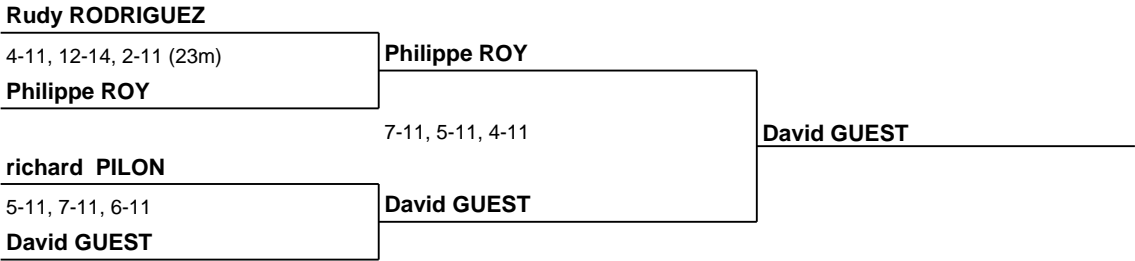 Rudy RODRIGUEZ
4-11, 12-14, 2-11 (23m)
Philippe ROY
Philippe ROY
7-11, 5-11, 4-11
David GUEST
richard  PILON
5-11, 7-11, 6-11
David GUEST
David GUEST